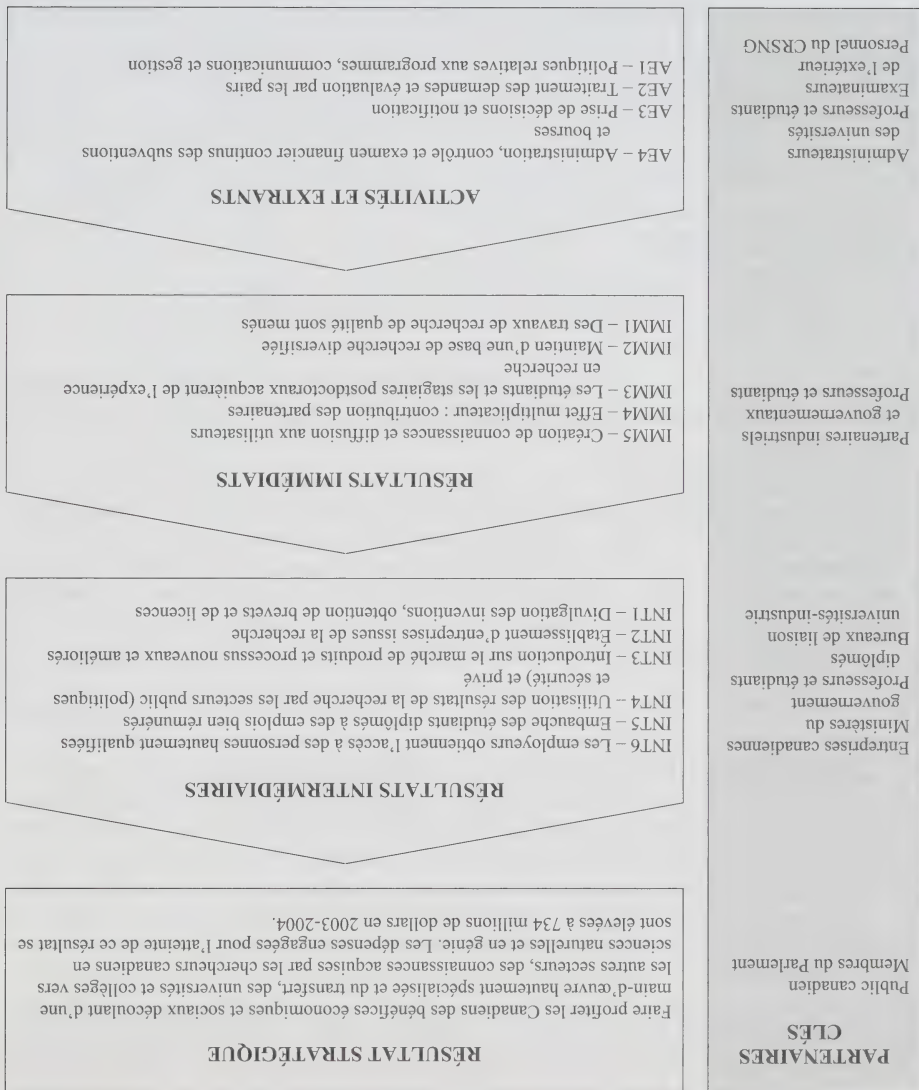 PARTENAIRES
CLÉS
Public canadien
Membres du Parlement
Entreprises canadiennes
Ministères du
gouvernement
Professeurs et étudiants
diplômés
Bureaux de liaison
universités-industrie
Partenaires industriels
et gouvernementaux
Professeurs et étudiants
Administrateurs
des universités
Professeurs et étudiants
Examinateurs
de l'extérieur
Personnel du CRSNG
RÉSULTAT STRATÉGIQUE
Faire profiter les Canadiens des bénéfices économiques et sociaux découlant d'une
main-d'œuvre hautement spécialisée et du transfert, des universités et collèges vers
les autres secteurs, des connaissances acquises par les chercheurs canadiens en
sciences naturelles et en génie. Les dépenses engagées pour l'atteinte de ce résultat se
sont élevées à 734 millions de dollars en 2003-2004.
RÉSULTATS INTERMÉDIAIRES
INT6 – Les employeurs obtiennent l'accès à des personnes hautement qualifiées
INT5 – Embauche des étudiants diplômés à des emplois bien rémunérés
INT4 – Utilisation des résultats de la recherche par les secteurs public (politiques
et sécurité) et privé
INT3 – Introduction sur le marché de produits et processus nouveaux et améliorés
INT2 – Établissement d'entreprises issues de la recherche
INT1 – Divulgation des inventions, obtention de brevets et de licences
RÉSULTATS IMMÉDIATS
IMM5 – Création de connaissances et diffusion aux utilisateurs
IMM4 – Effet multiplicateur : contribution des partenaires
IMM3 – Les étudiants et les stagiaires postdoctoraux acquièrent de l'expérience
en recherche
IMM2 – Maintien d'une base de recherche diversifiée
IMM1 – Des travaux de recherche de qualité sont menés
ACTIVITÉS ET EXTRANTS
AE4 – Administration, contrôle et examen financier continus des subventions
et bourses
AE3 – Prise de décisions et notification
AE2 – Traitement des demandes et évaluation par les pairs
AE1 – Politiques relatives aux programmes, communications et gestion